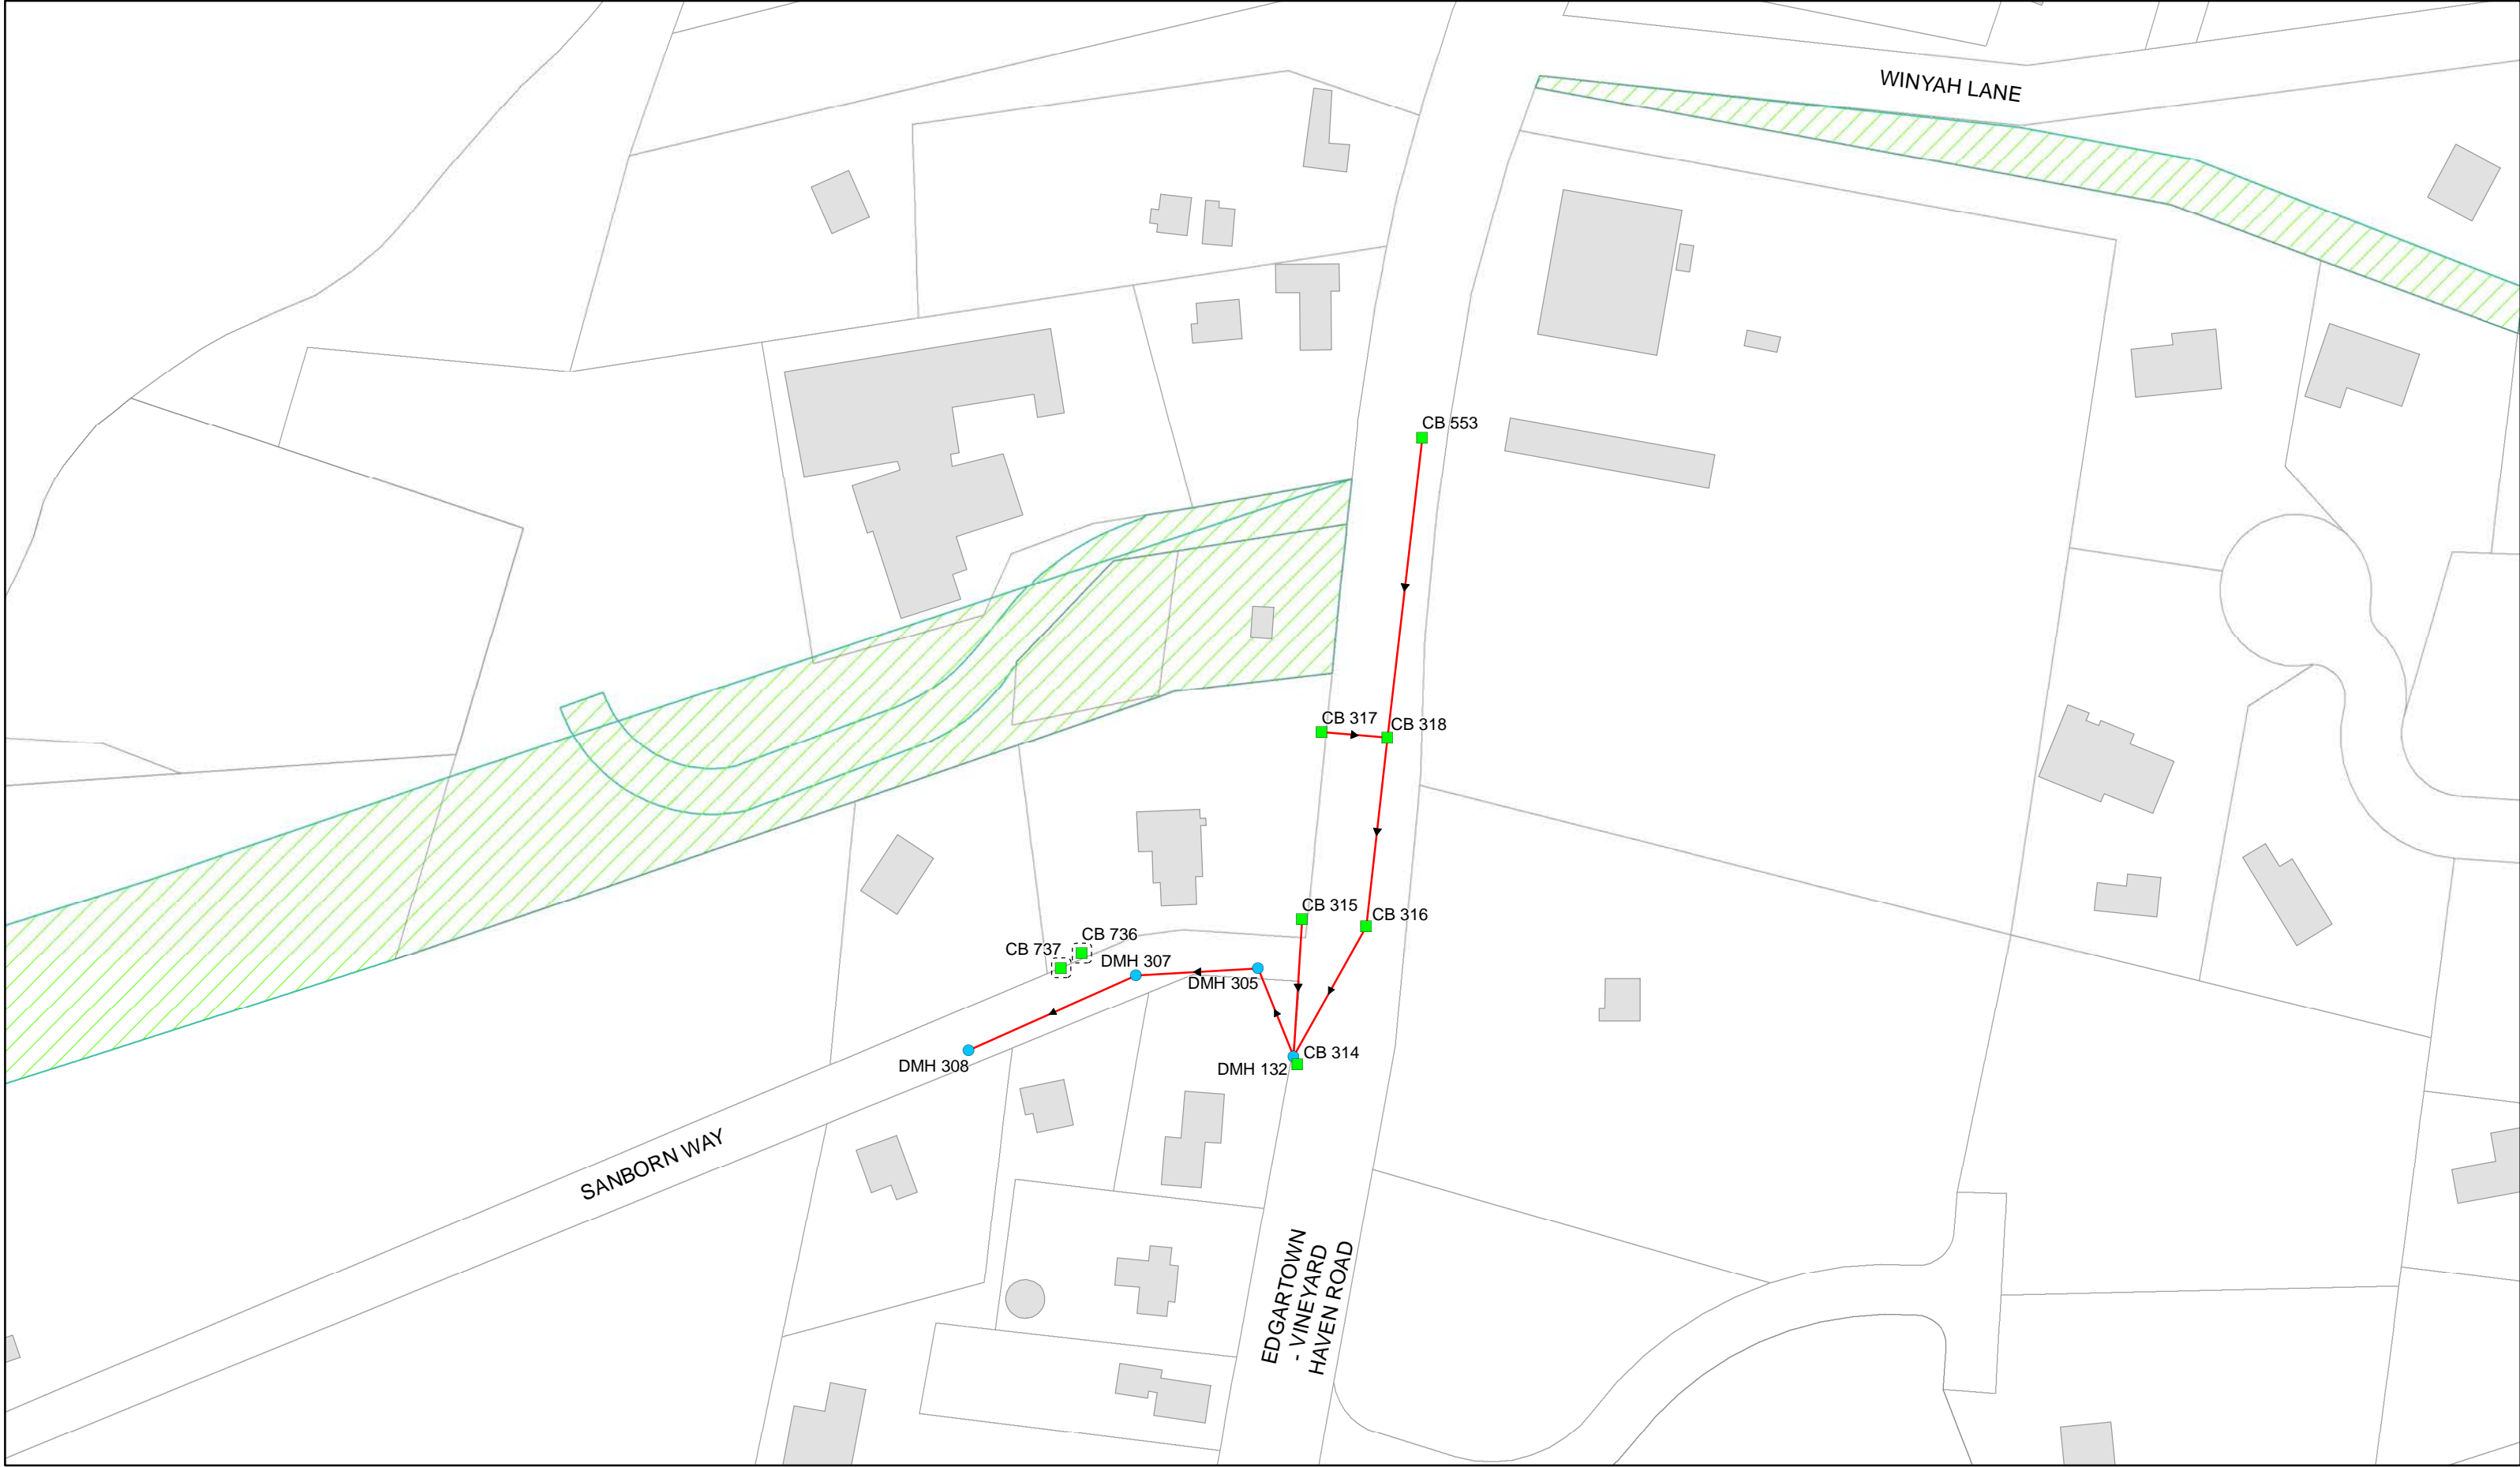 WINYAH LANE
CB 553
CB 317
CB 318
CB 315
CB 316
CB 736
CB 737
DMH 307
DMH 305
CB 314
DMH 308
DMH 132
SANBORN WAY
EDGARTOWN
- VINEYARD
HAVEN ROAD